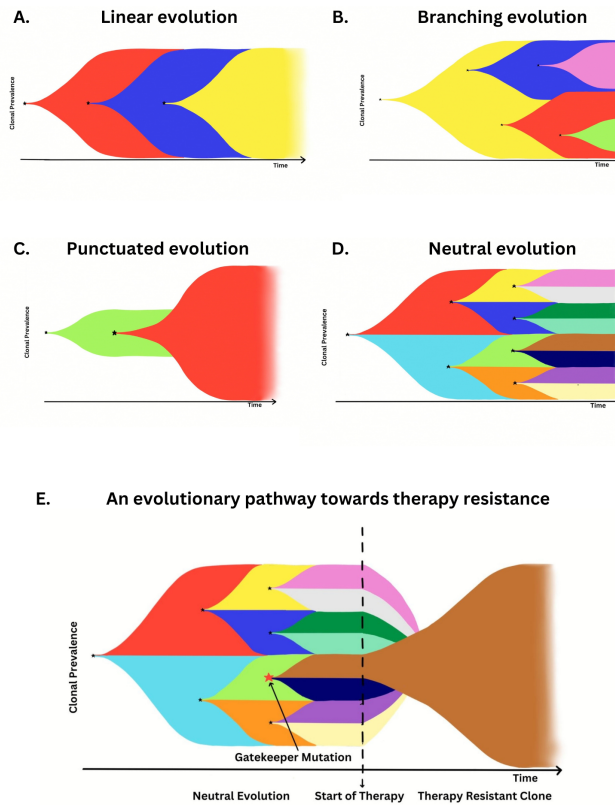 A. Linear evolution
Clonal Prevalence
Time
B. Branching evolution
Clonal Prevalence
Time
C. Punctuated evolution
Clonal Prevalence
Time
D. Neutral evolution
Clonal Prevalence
Time
E. An evolutionary pathway towards therapy resistance
Clonal Prevalence
Gatekeeper Mutation
Time
Neutral Evolution
Start of Therapy
Therapy Resistant Clone